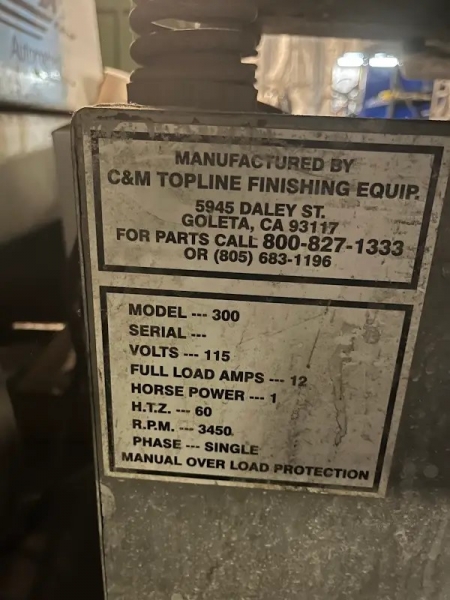 Auto
MANUFACTURED BY
C&M TOPLINE FINISHING EQUIP.
5945 DALEY ST.
GOLETA, CA 93117
FOR PARTS CALL 800-827-1333
OR (805) 683-1196
MODEL --- 300
SERIAL ---
VOLTS --- 115
FULL LOAD AMPS --- 12
HORSE POWER --- 1
H.T.Z. --- 60
R.P.M. --- 3450
PHASE --- SINGLE
MANUAL OVER LOAD PROTECTION